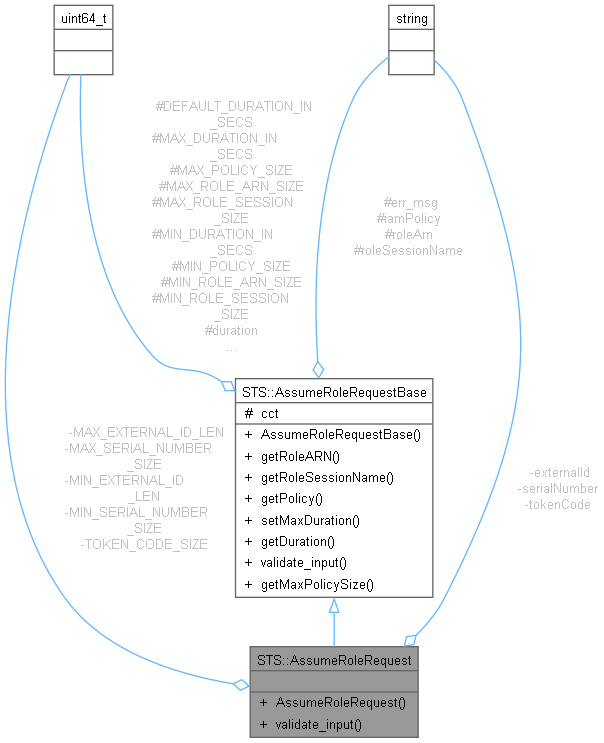 uint64_t
string
#DEFAULT_DURATION_IN
_SECS
#MAX_DURATION_IN
_SECS
#MAX_POLICY_SIZE
#MAX_ROLE_ARN_SIZE
#MAX_ROLE_SESSION
_SIZE
#MIN_DURATION_IN
_SECS
#MIN_POLICY_SIZE
#MIN_ROLE_ARN_SIZE
#MIN_ROLE_SESSION
_SIZE
#duration
...
#err_msg
#iamPolicy
#roleArn
#roleSessionName
STS::AssumeRoleRequestBase
# cct
+ AssumeRoleRequestBase()
+ getRoleARN()
+ getRoleSessionName()
+ getPolicy()
+ setMaxDuration()
+ getDuration()
+ validate_input()
+ getMaxPolicySize()
-MAX_EXTERNAL_ID_LEN
-MAX_SERIAL_NUMBER
_SIZE
-MIN_EXTERNAL_ID
_LEN
-MIN_SERIAL_NUMBER
_SIZE
-TOKEN_CODE_SIZE
-externalId
-serialNumber
-tokenCode
STS::AssumeRoleRequest
+ AssumeRoleRequest()
+ validate_input()